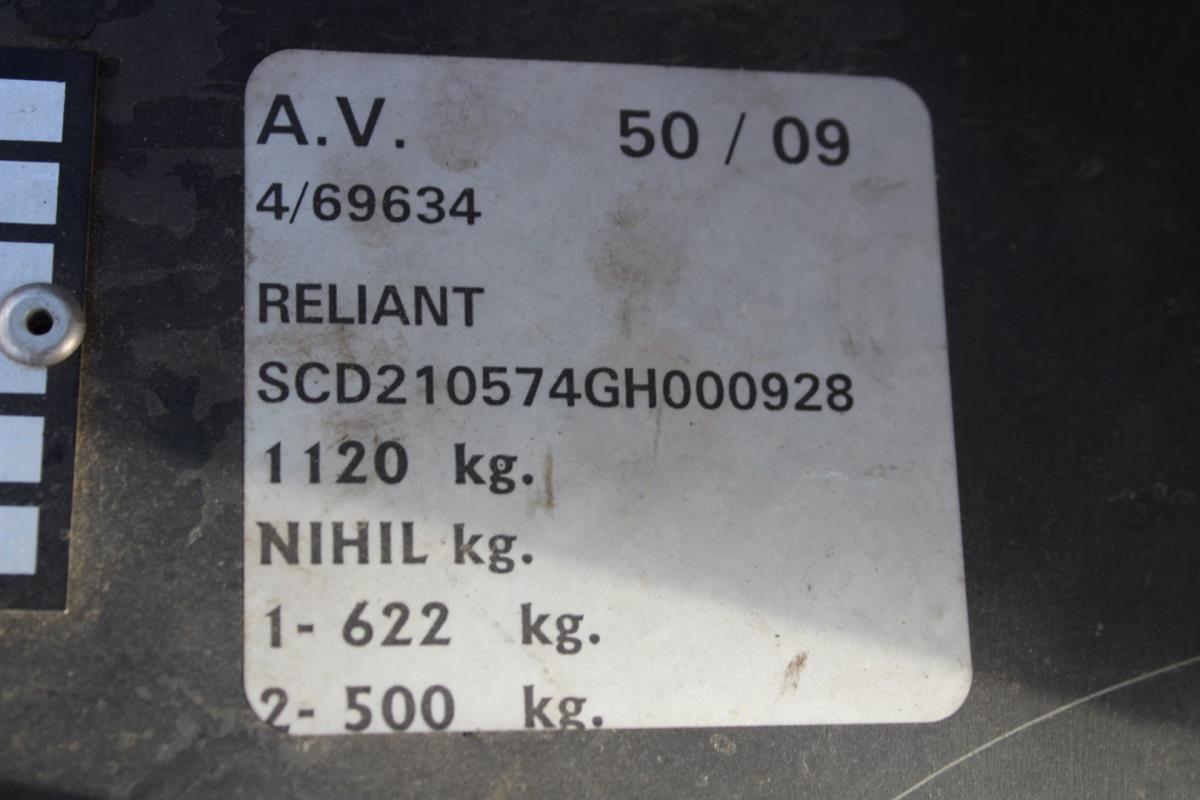 A.V. 50 / 09
4/69634
RELIANT
SCD210574GH000928
1120 kg.
NIHIL kg.
1- 622 kg.
2- 500 kg.